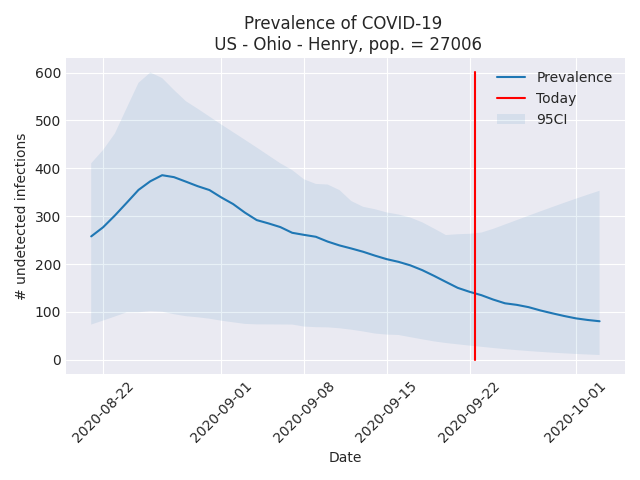 Prevalence of COVID-19
US - Ohio - Henry, pop. = 27006
600
500
400
300
200
100
0
# undetected infections
Prevalence
Today
95CI
2020-08-22
2020-09-01
2020-09-08
2020-09-15
2020-09-22
2020-10-01
Date